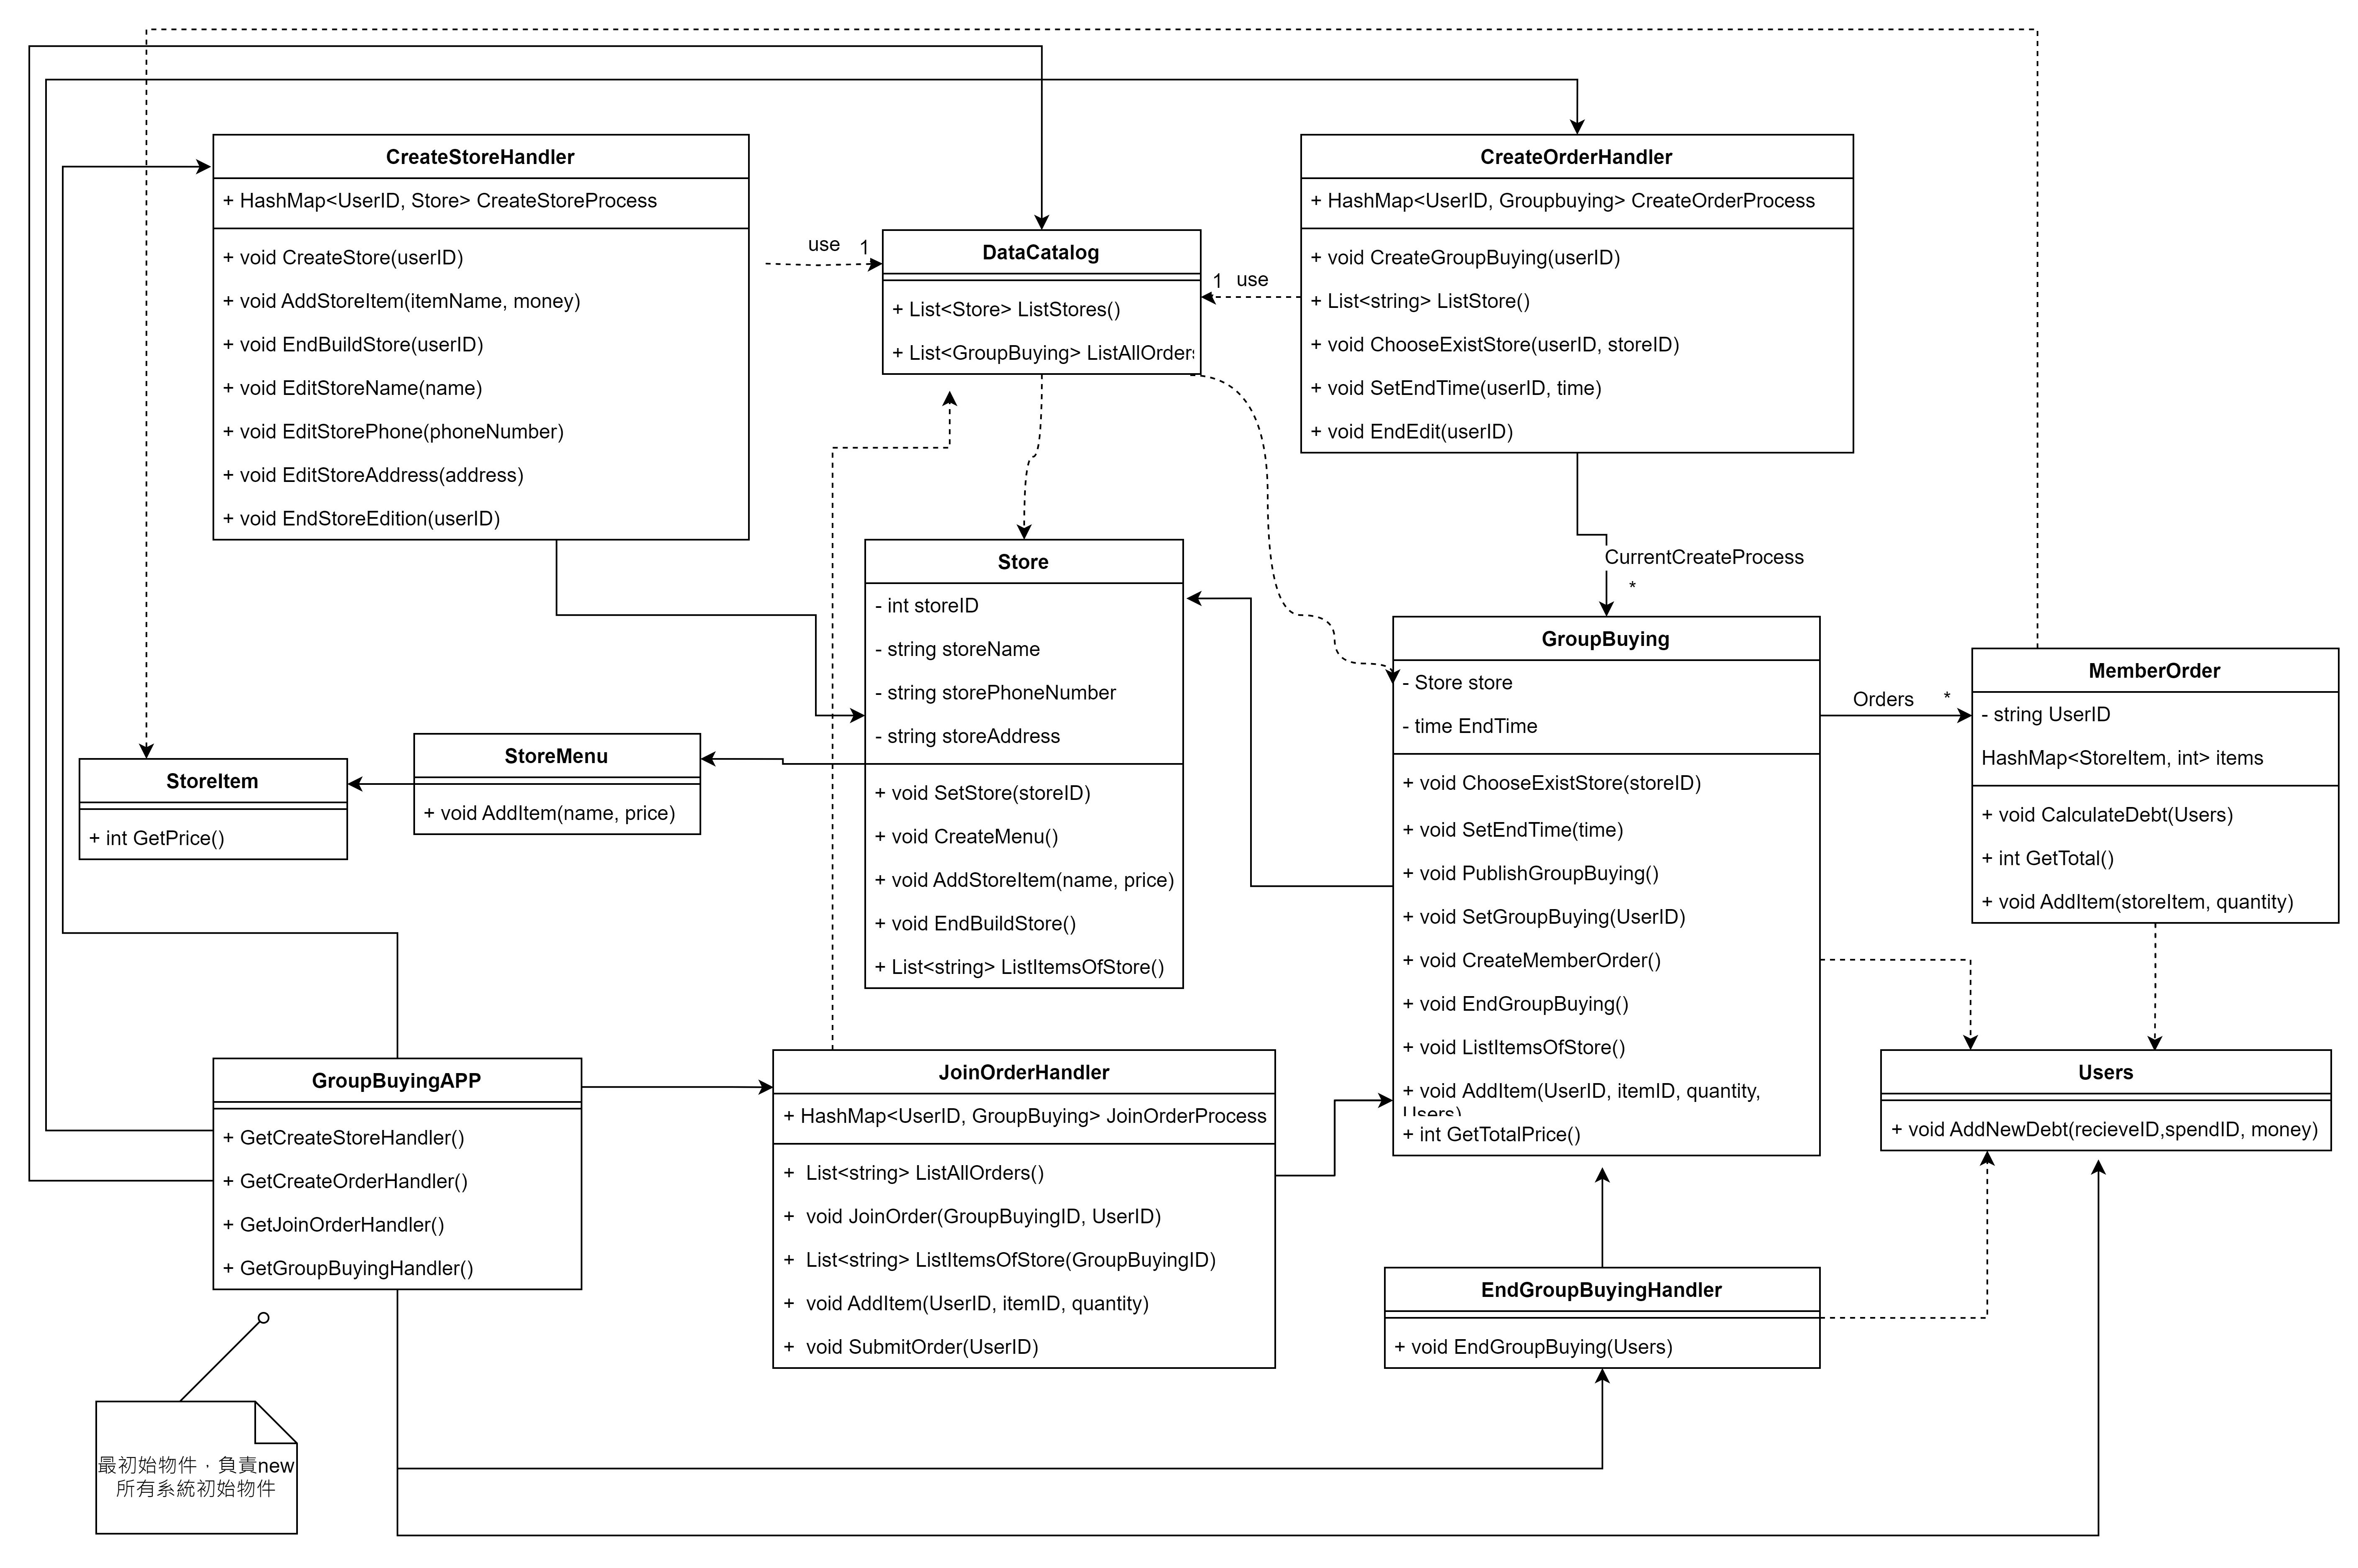 CreateStoreHandler
+ HashMap<UserID, Store> CreateStoreProcess
+ void CreateStore(userID)
+ void AddStoreItem(itemName, money)
+ void EndBuildStore(userID)
+ void EditStoreName(name)
+ void EditStorePhone(phoneNumber)
+ void EditStoreAddress(address)
+ void EndStoreEdition(userID)
use
1
DataCatalog
+ List<Store> ListStores()
+ List<GroupBuying> ListAllOrders
1
use
CreateOrderHandler
+ HashMap<UserID, Groupbuying> CreateOrderProcess
+ void CreateGroupBuying(userID)
+ List<string> ListStore()
+ void ChooseExistStore(userID, storeID)
+ void SetEndTime(userID, time)
+ void EndEdit(userID)
CurrentCreateProcess
*
Store
- int storeID
- string storeName
- string storePhoneNumber
- string storeAddress
+ void SetStore(storeID)
+ void CreateMenu()
+ void AddStoreItem(name, price)
+ void EndBuildStore()
+ List<string> ListItemsOfStore()
GroupBuying
- Store store
- time EndTime
+ void ChooseExistStore(storeID)
+ void SetEndTime(time)
+ void PublishGroupBuying()
+ void SetGroupBuying(UserID)
+ void CreateMemberOrder()
+ void EndGroupBuying()
+ void ListItemsOfStore()
+ void AddItem(UserID, itemID, quantity,
Users)
+ int GetTotalPrice()
Orders
*
MemberOrder
- string UserID
HashMap<StoreItem, int> items
+ void CalculateDebt(Users)
+ int GetTotal()
+ void AddItem(storeItem, quantity)
StoreItem
+ int GetPrice()
StoreMenu
+ void AddItem(name, price)
GroupBuyingAPP
+ GetCreateStoreHandler()
+ GetCreateOrderHandler()
+ GetJoinOrderHandler()
+ GetGroupBuyingHandler()
JoinOrderHandler
+ HashMap<UserID, GroupBuying> JoinOrderProcess
+ List<string> ListAllOrders()
+ void JoinOrder(GroupBuyingID, UserID)
+ List<string> ListItemsOfStore(GroupBuyingID)
+ void AddItem(UserID, itemID, quantity)
+ void SubmitOrder(UserID)
Users
+ void AddNewDebt(recieveID,spendID, money)
EndGroupBuyingHandler
+ void EndGroupBuying(Users)
最初始物件，負責new
所有系統初始物件